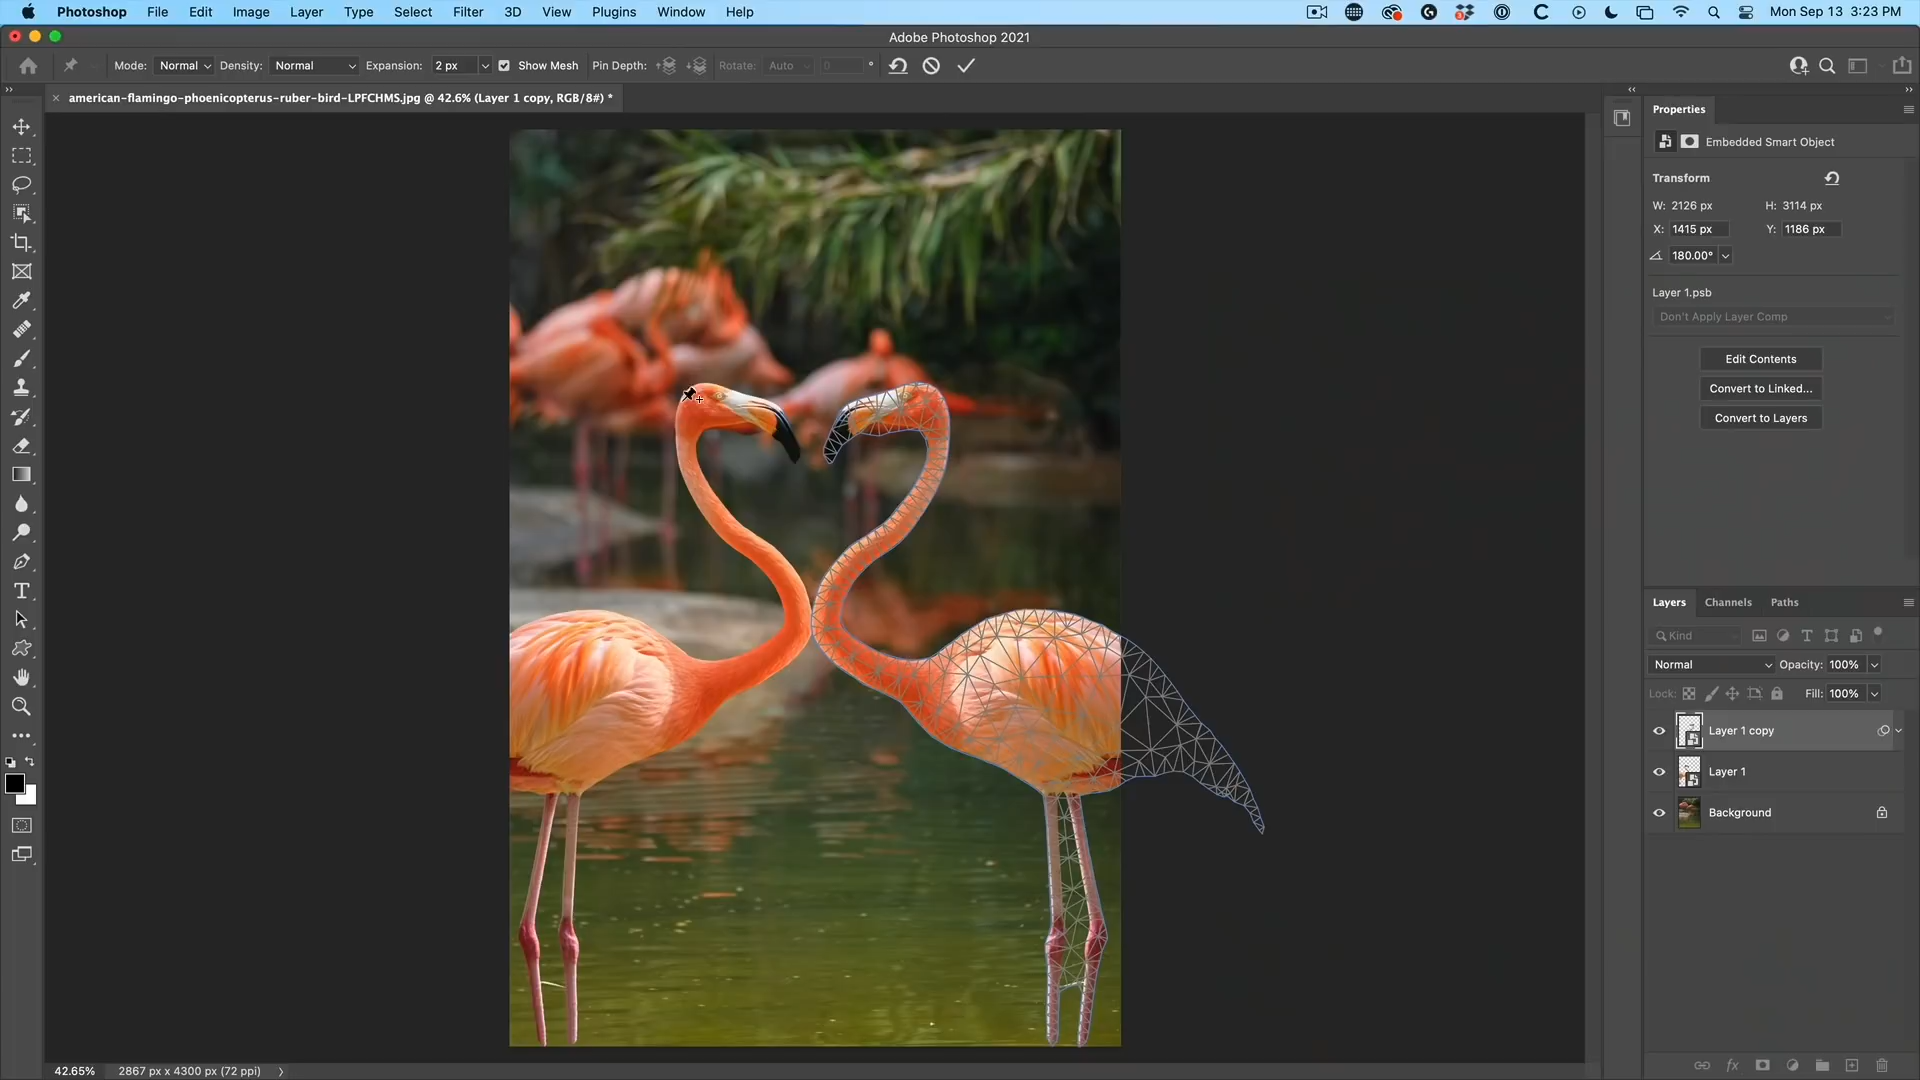 Photoshop File Edit Image Layer Type Select Filter 3D View Plugins Window Help Mon Sep 13 3:23 PM
Adobe Photoshop 2021
Mode: Normal Density: Normal Expansion: 2 px Show Mesh Pin Depth: Rotate: Auto 0 °
american-flamingo-phoenicopterus-ruber-bird-LPFCHMS.jpg @ 42.6% (Layer 1 copy, RGB/8#) *
Properties
Embedded Smart Object
Transform
W: 2126 px H: 3114 px
X: 1415 px Y: 1186 px
180.00°
Layer 1.psb
Don't Apply Layer Comp
Edit Contents
Convert to Linked...
Convert to Layers
Layers Channels Paths
Kind
Normal Opacity: 100%
Lock: Fill: 100%
Layer 1 copy
Layer 1
Background
fx
42.65% 2867 px x 4300 px (72 ppi)